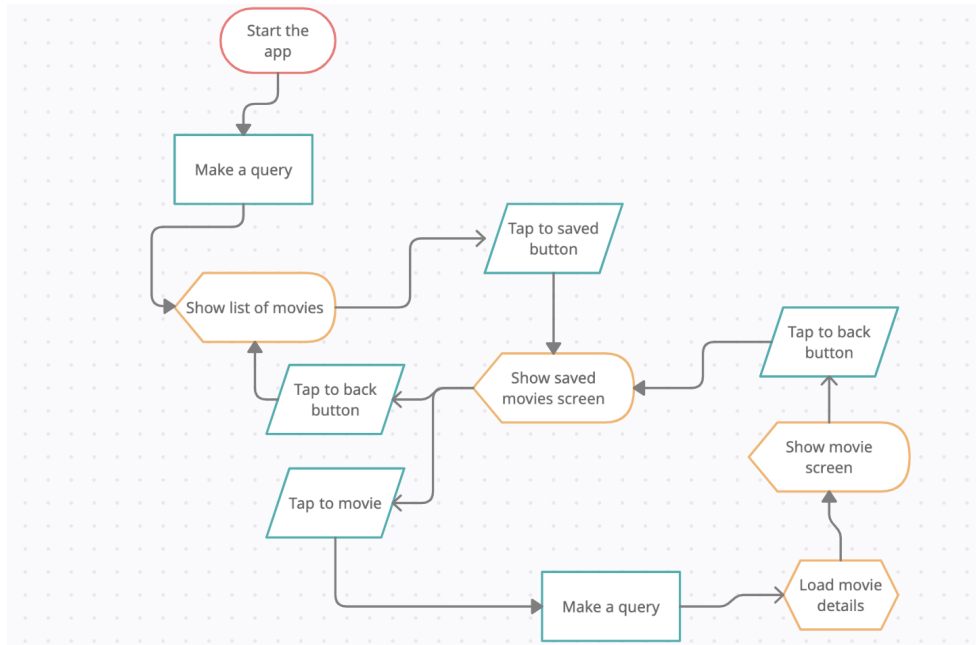 Start the
app
Make a query
Tap to saved
button
Show list of movies
Tap to back
button
Show saved
movies screen
Tap to back
button
Show movie
screen
Tap to movie
Load movie
details
Make a query